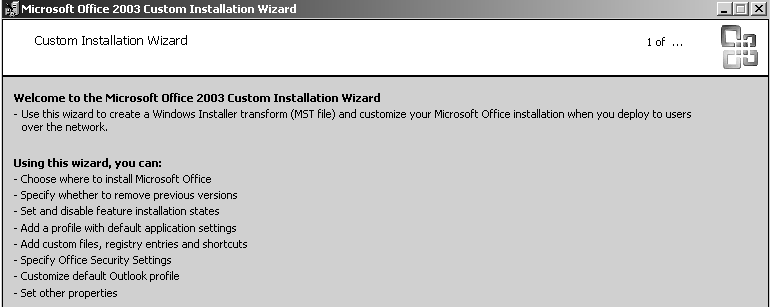 Microsoft Office 2003 Custom Installation Wizard
Custom Installation Wizard
1 of ...
Welcome to the Microsoft Office 2003 Custom Installation Wizard
- Use this wizard to create a Windows Installer transform (MST file) and customize your Microsoft Office installation when you deploy to users
over the network.
Using this wizard, you can:
- Choose where to install Microsoft Office
- Specify whether to remove previous versions
- Set and disable feature installation states
- Add a profile with default application settings
- Add custom files, registry entries and shortcuts
- Specify Office Security Settings
- Customize default Outlook profile
- Set other properties